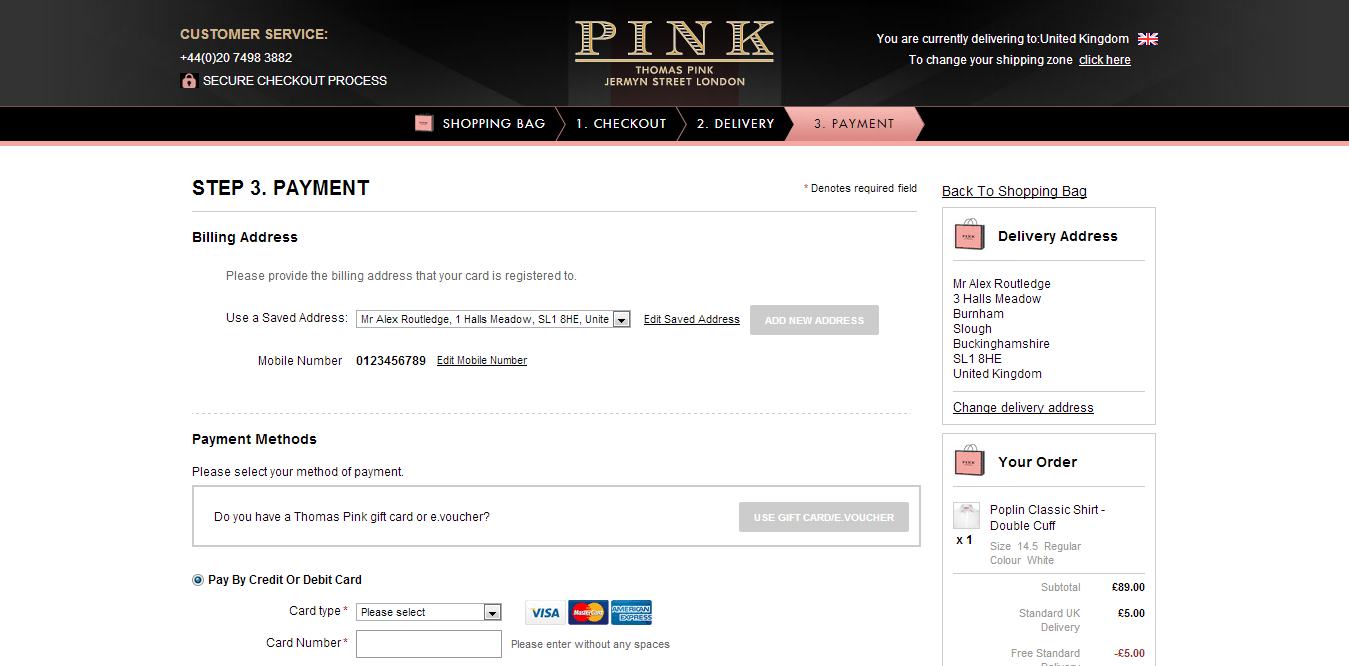 CUSTOMER SERVICE:
+44(0)20 7498 3882
SECURE CHECKOUT PROCESS
PINK
THOMAS PINK
JERMYN STREET LONDON
You are currently delivering to:United Kingdom
To change your shipping zone click here
SHOPPING BAG
1. CHECKOUT
2. DELIVERY
3. PAYMENT
STEP 3. PAYMENT
* Denotes required field
Billing Address
Please provide the billing address that your card is registered to.
Use a Saved Address: Mr Alex Routledge, 1 Halls Meadow, SL1 8HE, Unite Edit Saved Address ADD NEW ADDRESS
Mobile Number 0123456789 Edit Mobile Number
Payment Methods
Please select your method of payment.
Do you have a Thomas Pink gift card or e.voucher? USE GIFT CARD/E.VOUCHER
Pay By Credit Or Debit Card
Card type * Please select VISA MasterCard AMERICAN EXPRESS
Card Number * Please enter without any spaces
Back To Shopping Bag
PINK
Delivery Address
Mr Alex Routledge
3 Halls Meadow
Burnham
Slough
Buckinghamshire
SL1 8HE
United Kingdom
Change delivery address
PINK
Your Order
Poplin Classic Shirt -
Double Cuff
x 1
Size 14.5 Regular
Colour White
Subtotal £89.00
Standard UK £5.00
Delivery
Free Standard -£5.00
Delivery